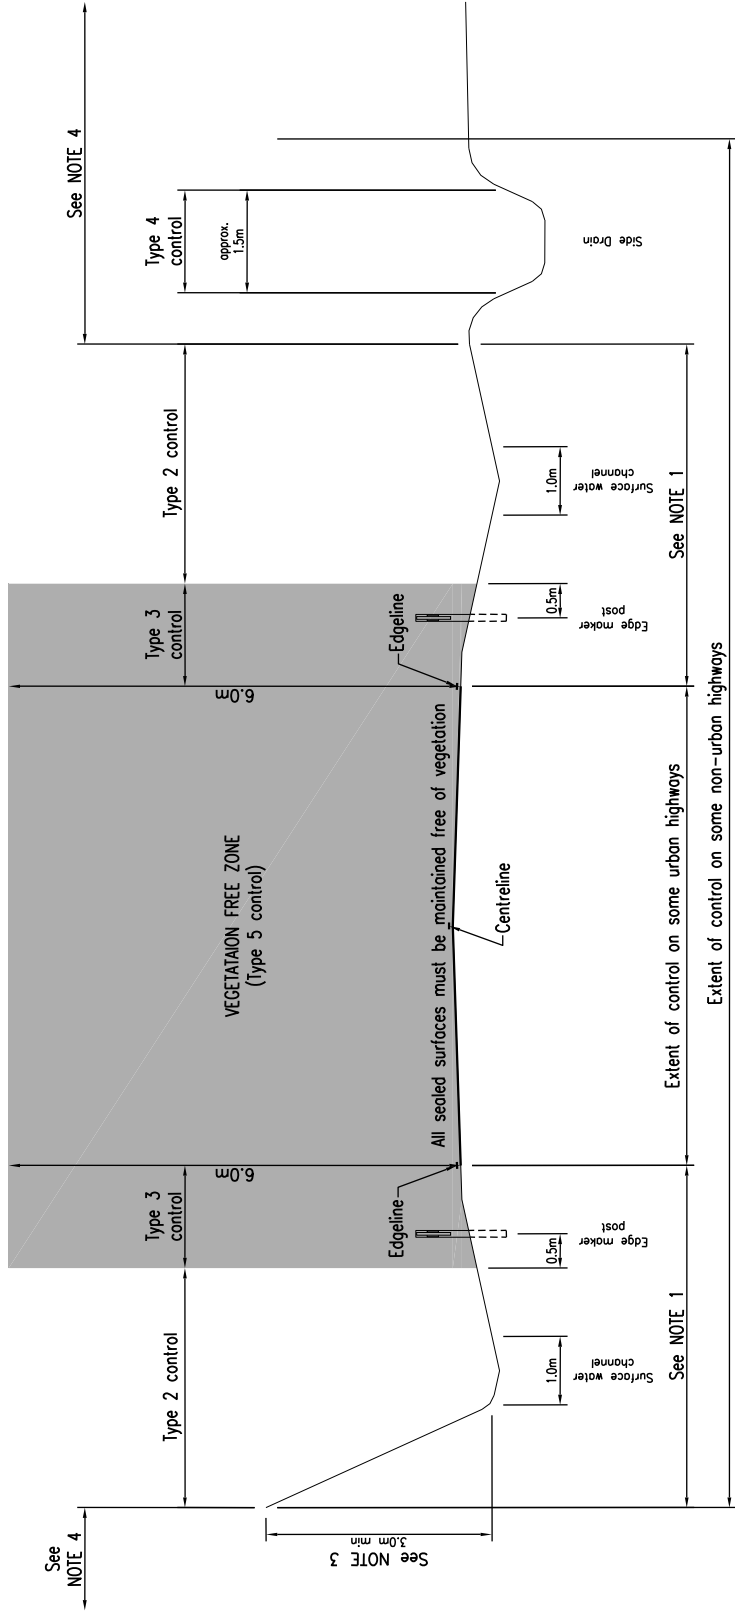 See
NOTE 4
See NOTE 4
Type 2 control
Type 3
control
Type 3
control
Type 2 control
Type 4
control
approx.
1.5m
VEGETATAION FREE ZONE
(Type 5 control)
6.0m
6.0m
See NOTE 3
3.0m min
Edgeline
Edgeline
All sealed surfaces must be maintained free of vegetation
Centreline
1.0m
Surface water
channel
0.5m
Edge maker
post
0.5m
Edge maker
post
1.0m
Surface water
channel
Side Drain
See NOTE 1
Extent of control on some urban highways
See NOTE 1
Extent of control on some non-urban highways